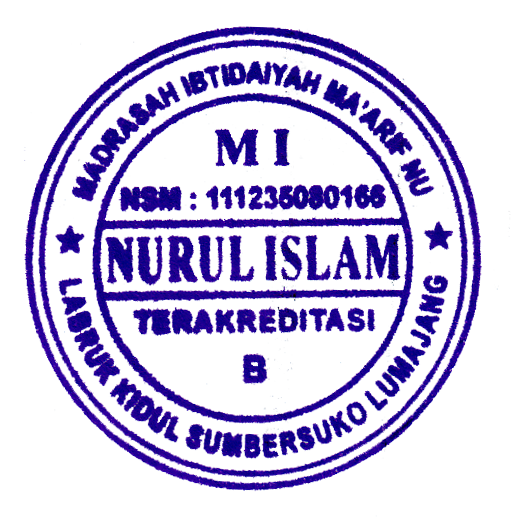 MADRASAH IBTIDAIYAH MA'ARIF NU
M I
NSM : 111235080166
NURUL ISLAM
TERAKREDITASI
B
LABRUK KIDUL SUMBERSUKO LUMAJANG